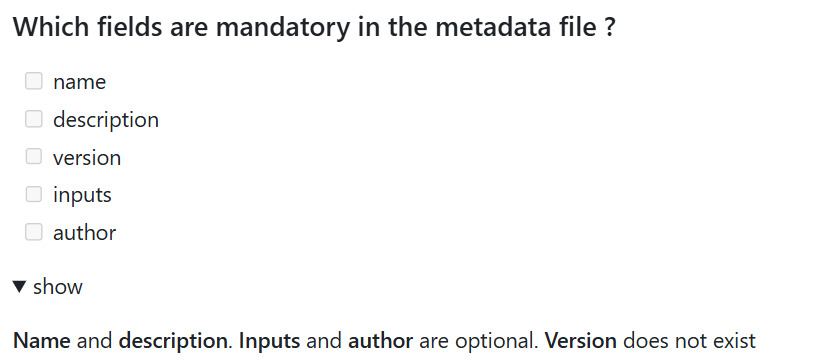 Which fields are mandatory in the metadata file ?
name
description
version
inputs
author
▼ show
Name and description. Inputs and author are optional. Version does not exist